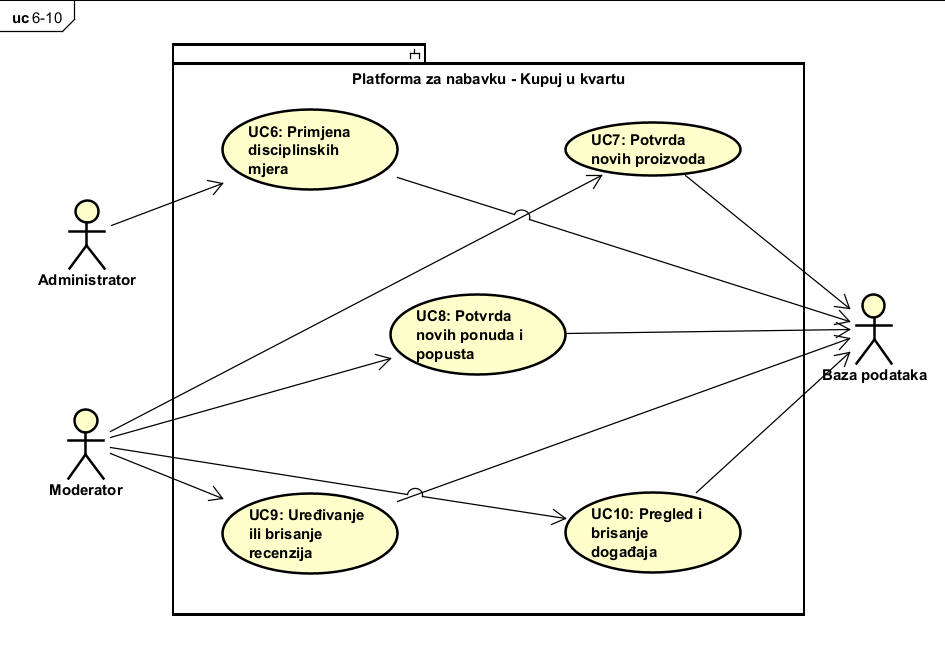 uc 6-10
Platforma za nabavku - Kupuj u kvartu
UC6: Primjena
disciplinskih
mjera
UC7: Potvrda
novih proizvoda
Administrator
UC8: Potvrda
novih ponuda i
popusta
Baza podataka
Moderator
UC9: Uređivanje
ili brisanje
recenzija
UC10: Pregled i
brisanje
događaja